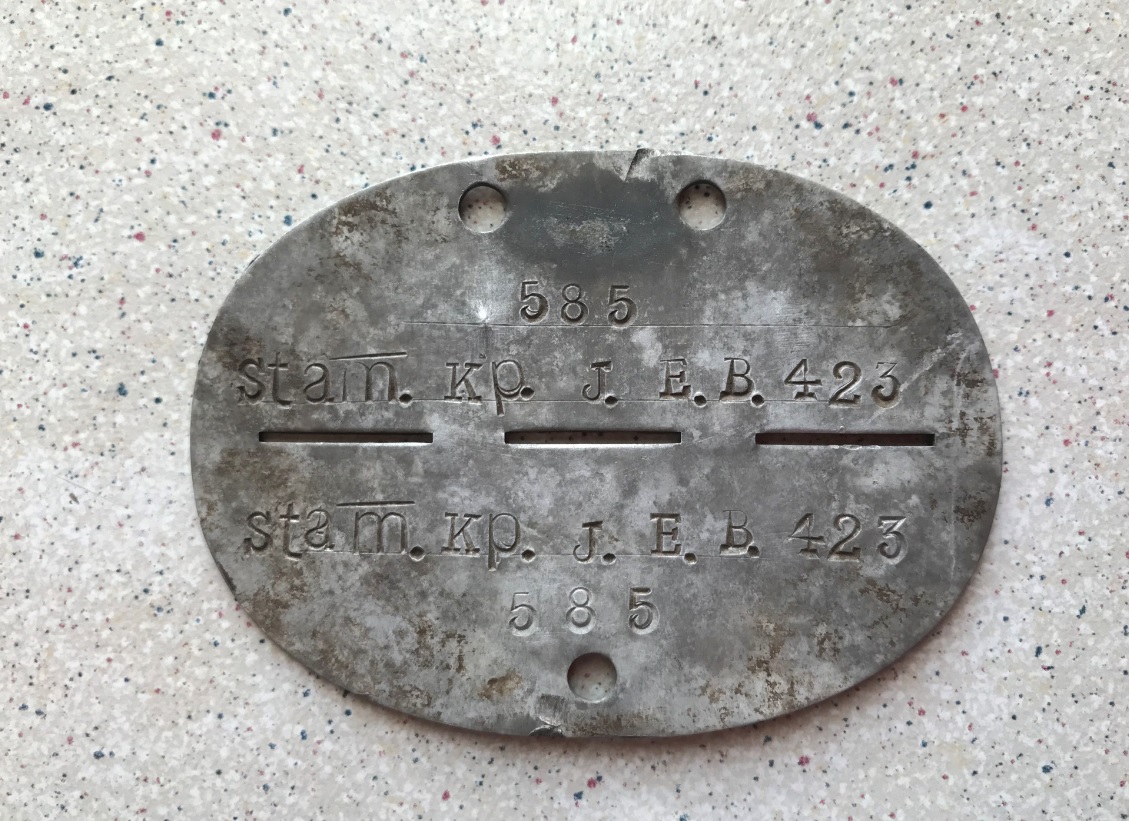 585
stam̅. Kp. J. E.B. 423
stam̅. Kp. J. E. B. 423
585